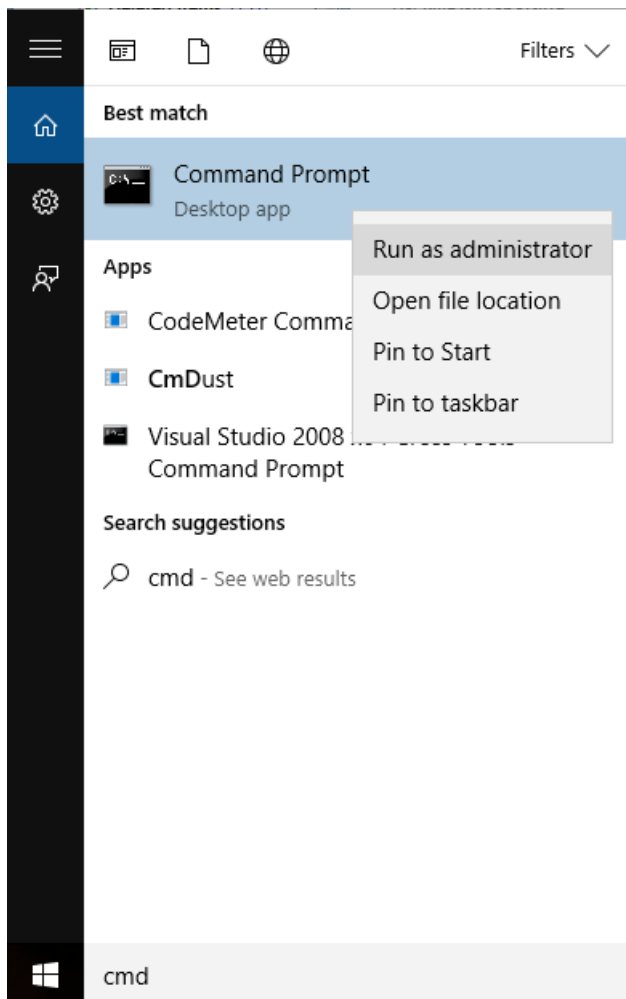 Filters
Best match
Command Prompt
Desktop app
Run as administrator
Apps
Open file location
CodeMeter
Pin to Start
CmDust
Pin to taskbar
Visual Studio 2008
Command Prompt
Search suggestions
cmd - See web results
cmd